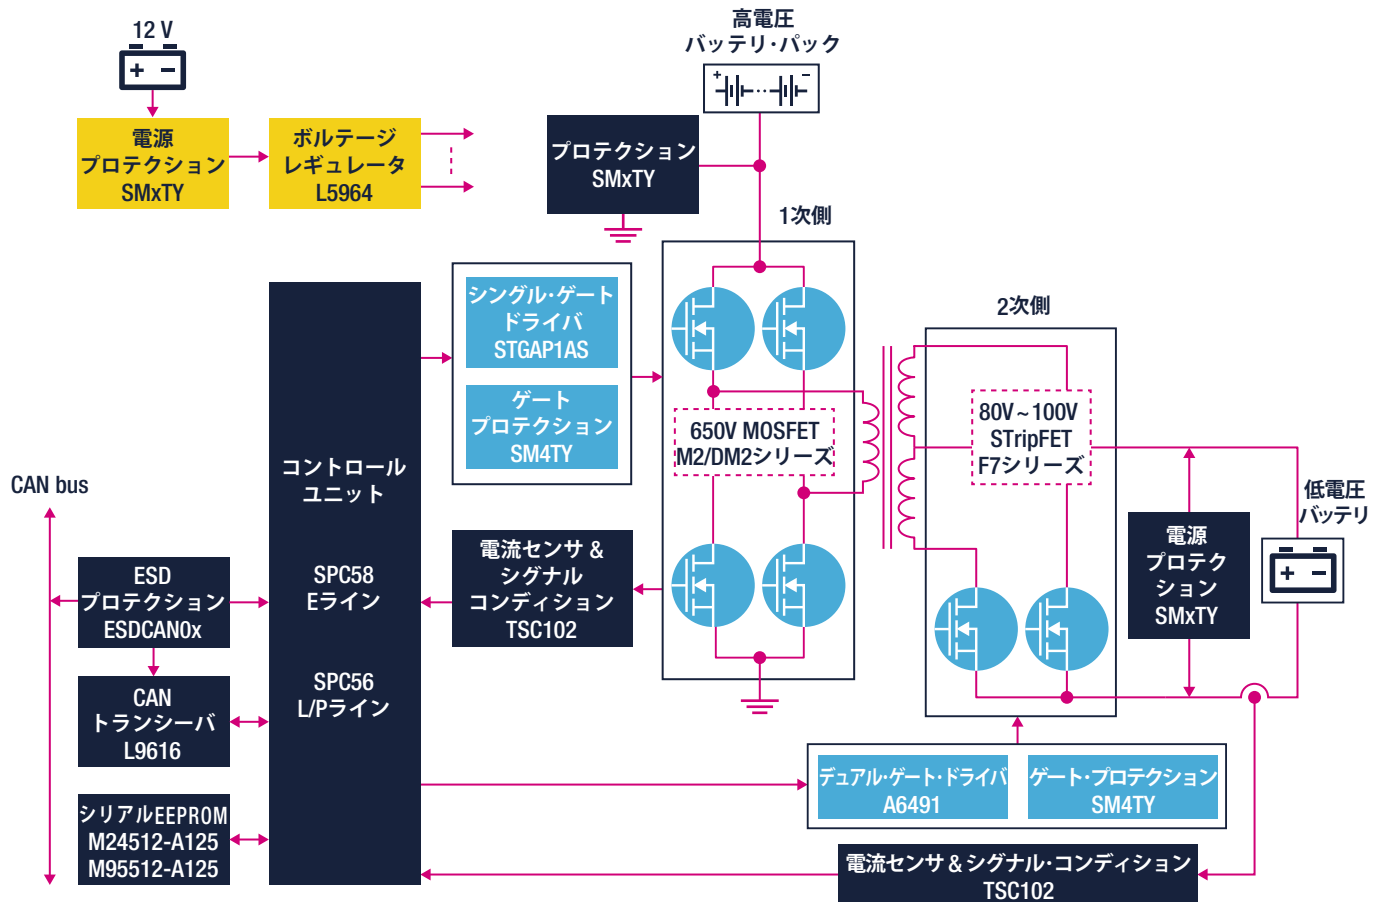 12 V
高電圧
バッテリ・パック
電源
プロテクション
SMxTY
ボルテージ
レギュレータ
L5964
プロテクション
SMxTY
1次側
シングル・ゲート
ドライバ
STGAP1AS
ゲート
プロテクション
SM4TY
650V MOSFET
M2/DM2シリーズ
2次側
80V~100V
STripFET
F7シリーズ
コントロール
ユニット
SPC58
Eライン
SPC56
L/Pライン
CAN bus
電流センサ &
シグナル
コンディション
TSC102
低電圧
バッテリ
電源
プロテク
ション
SMxTY
ESD
プロテクション
ESDCAN0x
CAN
トランシーバ
L9616
デュアル・ゲート・ドライバ
A6491
ゲート・プロテクション
SM4TY
シリアルEEPROM
M24512-A125
M95512-A125
電流センサ & シグナル・コンディション
TSC102